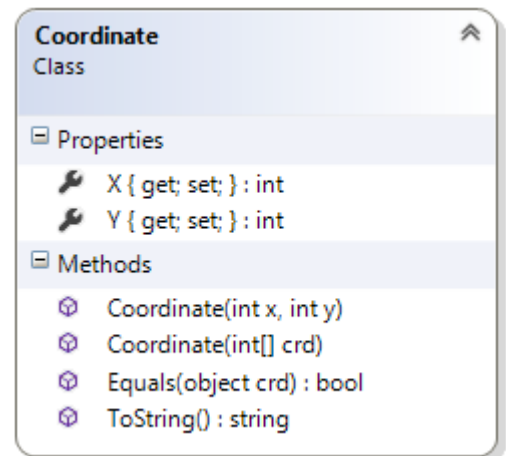 Coordinate
Class
Properties
X { get; set; } : int
Y { get; set; } : int
Methods
Coordinate(int x, int y)
Coordinate(int[] crd)
Equals(object crd) : bool
ToString() : string